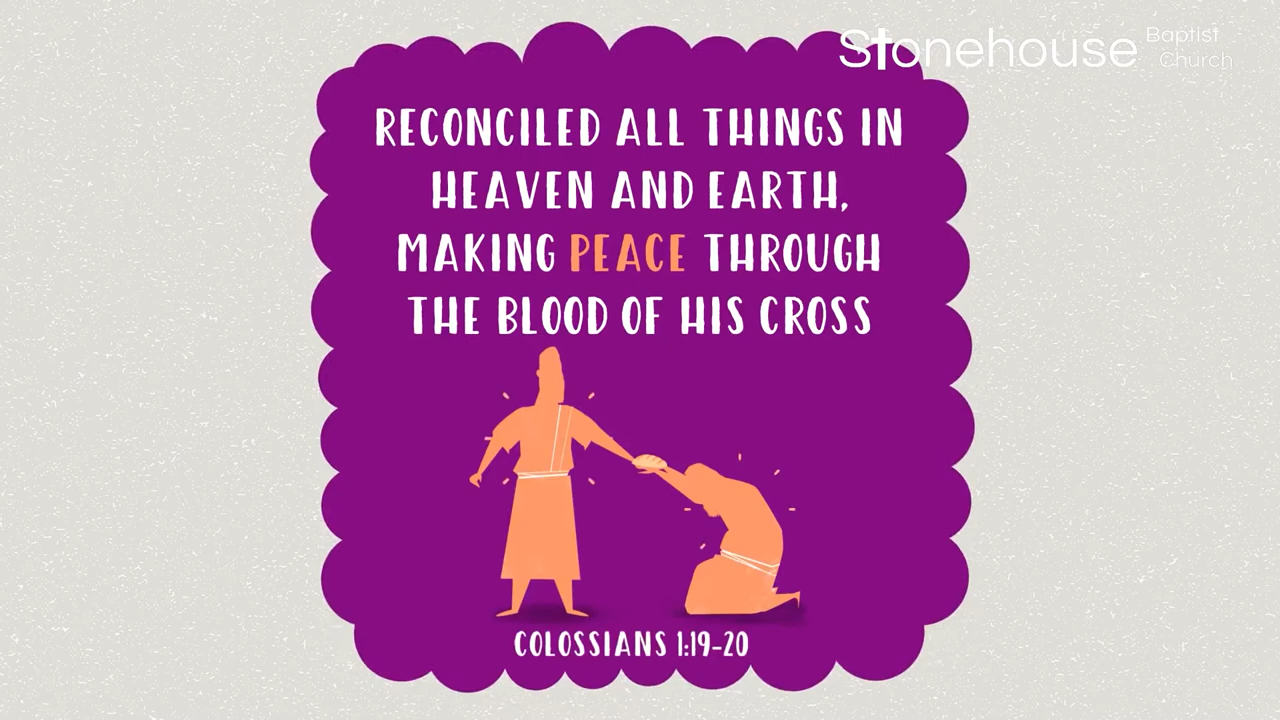 Stonehouse Baptist Church
RECONCILED ALL THINGS IN
HEAVEN AND EARTH,
MAKING PEACE THROUGH
THE BLOOD OF HIS CROSS
COLOSSIANS 1:19-20